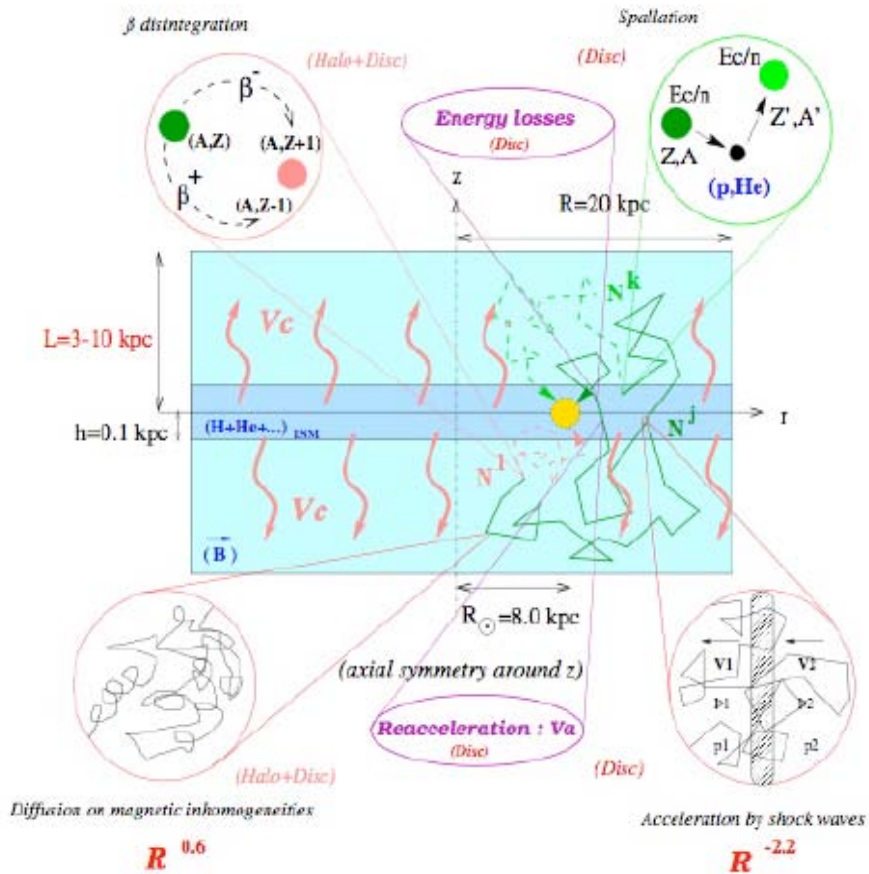 β disintegration
Spallation
(Halo+Disc)
(Disc)
β⁻
(A,Z)
(A,Z+1)
β⁺
(A,Z-1)
Energy losses
(Disc)
Ec/n
Ec/n
Z',A'
Z,A
(p,He)
z
R=20 kpc
N^k
Vc
L=3-10 kpc
h=0.1 kpc
(H+He+...) ISM
r
N^j
N^l
Vc
(B)
R☉=8.0 kpc
(axial symmetry around z)
V1
V2
p1
p2
Reacceleration : Va
(Disc)
(Halo+Disc)
(Disc)
Diffusion on magnetic inhomogeneities
Acceleration by shock waves
R^0.6
R^-2.2